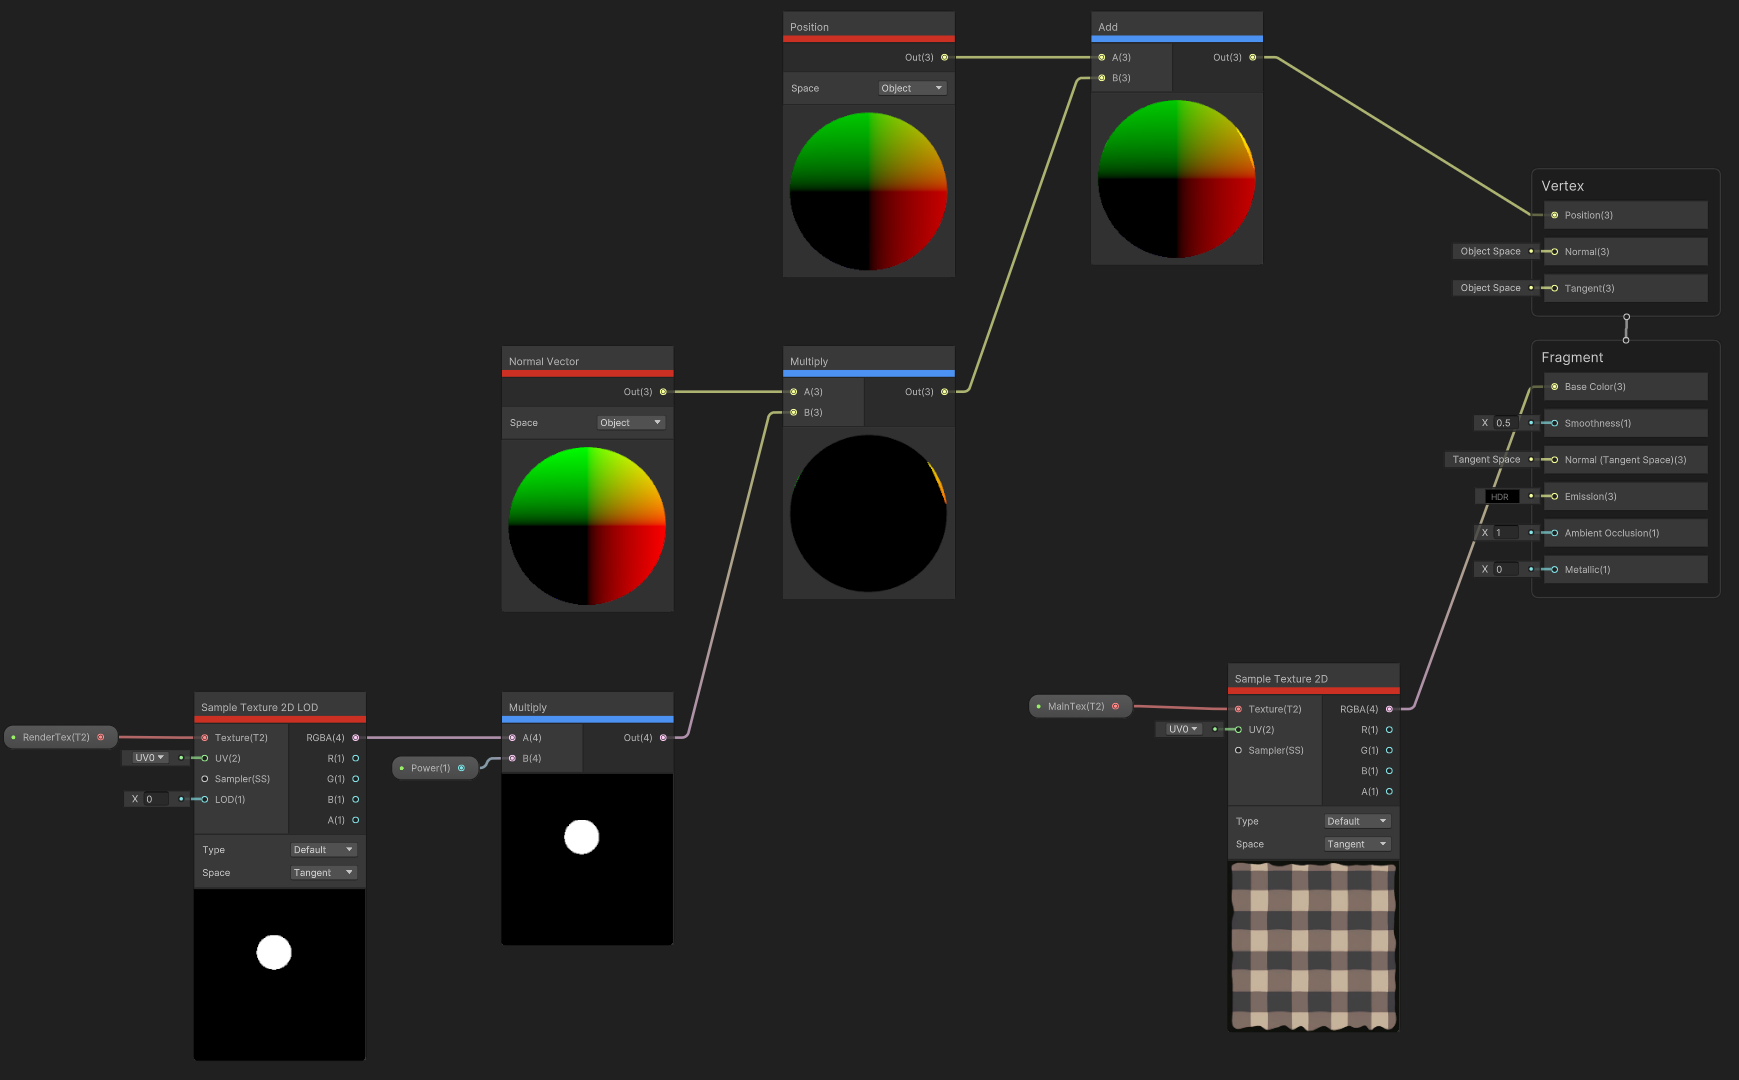 Position
Out(3)
Space
Object
Add
A(3)
Out(3)
B(3)
Vertex
Position(3)
Object Space
Normal(3)
Object Space
Tangent(3)
Fragment
Base Color(3)
X 0.5
Smoothness(1)
Tangent Space
Normal (Tangent Space)(3)
HDR
Emission(3)
X 1
Ambient Occlusion(1)
X 0
Metallic(1)
Normal Vector
Out(3)
Space
Object
Multiply
A(3)
Out(3)
B(3)
Sample Texture 2D LOD
RenderTex(T2)
Texture(T2)
RGBA(4)
UV0
UV(2)
R(1)
Sampler(SS)
G(1)
X 0
LOD(1)
B(1)
A(1)
Type
Default
Space
Tangent
Multiply
A(4)
Out(4)
Power(1)
B(4)
Sample Texture 2D
MainTex(T2)
Texture(T2)
RGBA(4)
UV0
UV(2)
R(1)
Sampler(SS)
G(1)
B(1)
A(1)
Type
Default
Space
Tangent